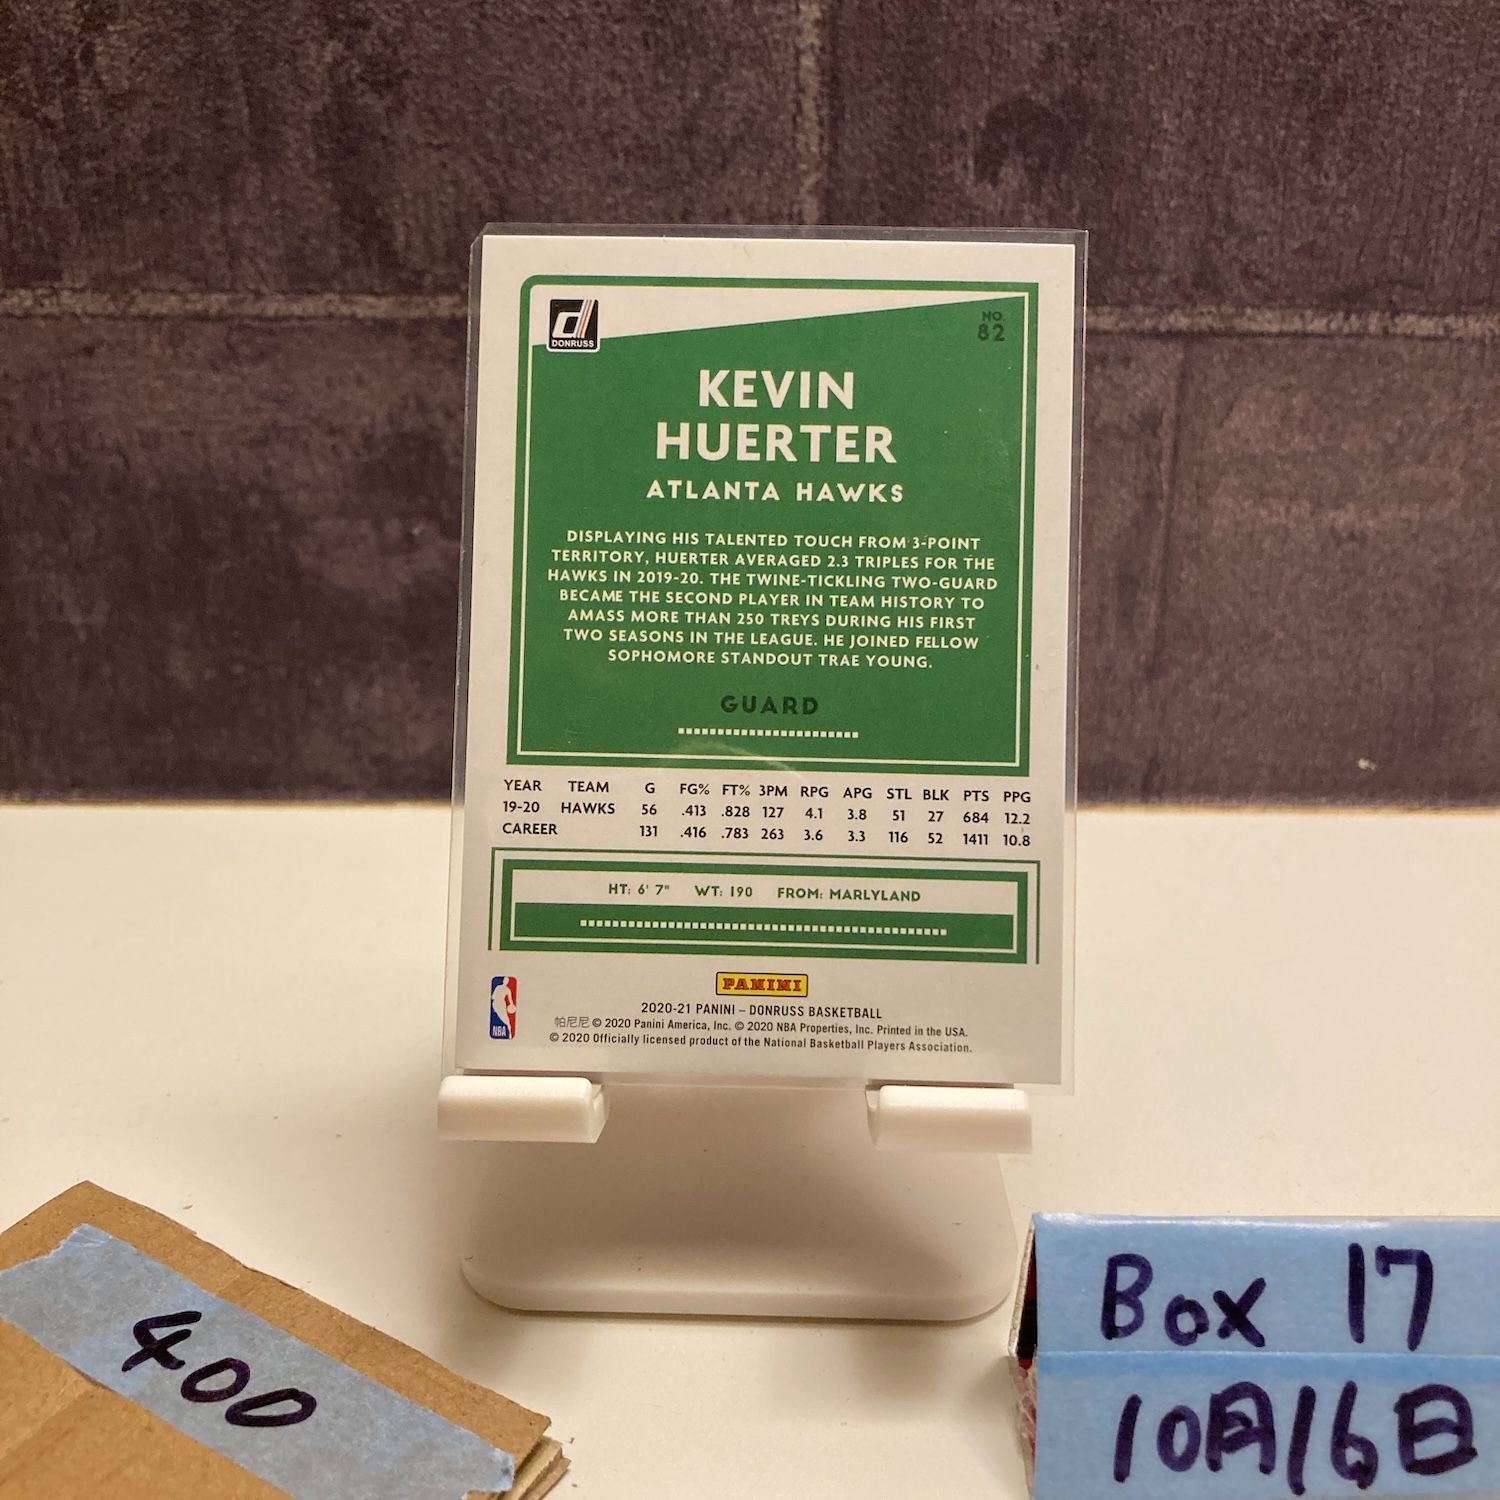 DONRUSS
NO.
82
KEVIN
HUERTER
ATLANTA HAWKS
DISPLAYING HIS TALENTED TOUCH FROM 3-POINT
TERRITORY, HUERTER AVERAGED 2.3 TRIPLES FOR THE
HAWKS IN 2019-20. THE TWINE-TICKLING TWO-GUARD
BECAME THE SECOND PLAYER IN TEAM HISTORY TO
AMASS MORE THAN 250 TREYS DURING HIS FIRST
TWO SEASONS IN THE LEAGUE. HE JOINED FELLOW
SOPHOMORE STANDOUT TRAE YOUNG.
GUARD
YEAR TEAM G FG% FT% 3PM RPG APG STL BLK PTS PPG
19-20 HAWKS 56 .413 .828 127 4.1 3.8 51 27 684 12.2
CAREER 131 .416 .783 263 3.6 3.3 116 52 1411 10.8
HT: 6' 7" WT: 190 FROM: MARLYLAND
PANINI
NBA
2020-21 PANINI – DONRUSS BASKETBALL
帕尼尼 © 2020 Panini America, Inc. © 2020 NBA Properties, Inc. Printed in the USA.
© 2020 Officially licensed product of the National Basketball Players Association.
400
Box 17
10月16日